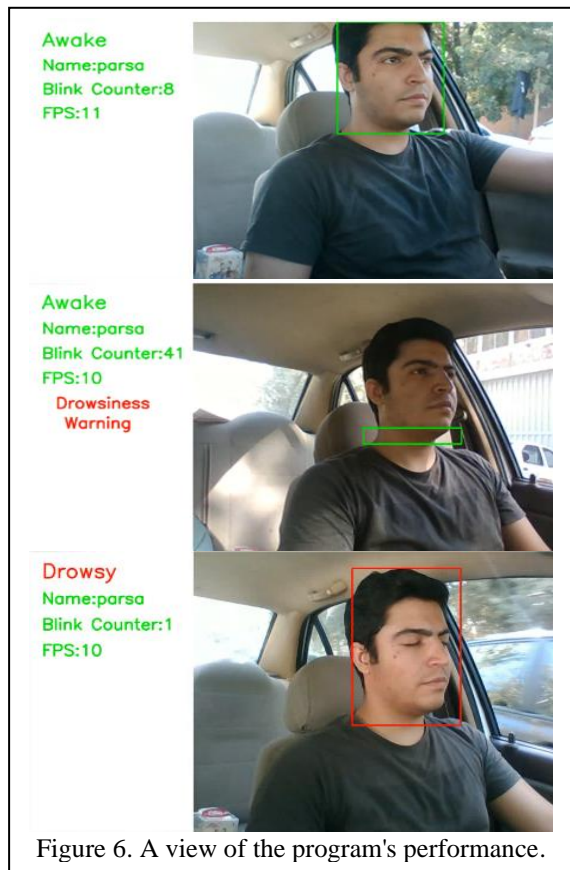 Awake
Name:parsa
Blink Counter:8
FPS:11
Awake
Name:parsa
Blink Counter:41
FPS:10
Drowsiness
Warning
Drowsy
Name:parsa
Blink Counter:1
FPS:10
Figure 6. A view of the program's performance.